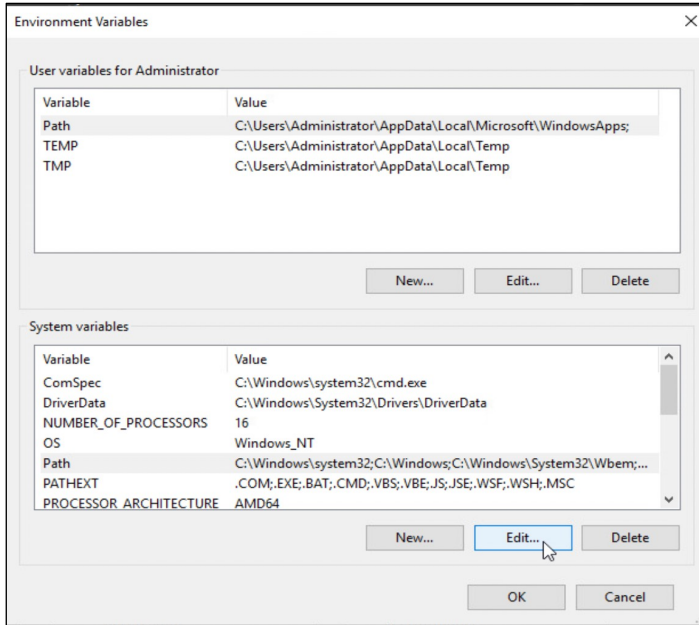 Environment Variables
User variables for Administrator
Variable Value
Path C:\Users\Administrator\AppData\Local\Microsoft\WindowsApps;
TEMP C:\Users\Administrator\AppData\Local\Temp
TMP C:\Users\Administrator\AppData\Local\Temp
New... Edit... Delete
System variables
Variable Value
ComSpec C:\Windows\system32\cmd.exe
DriverData C:\Windows\System32\Drivers\DriverData
NUMBER_OF_PROCESSORS 16
OS Windows_NT
Path C:\Windows\system32;C:\Windows;C:\Windows\System32\Wbem;...
PATHEXT .COM;.EXE;.BAT;.CMD;.VBS;.VBE;.JS;.JSE;.WSF;.WSH;.MSC
PROCESSOR_ARCHITECTURE AMD64
New... Edit... Delete
OK Cancel